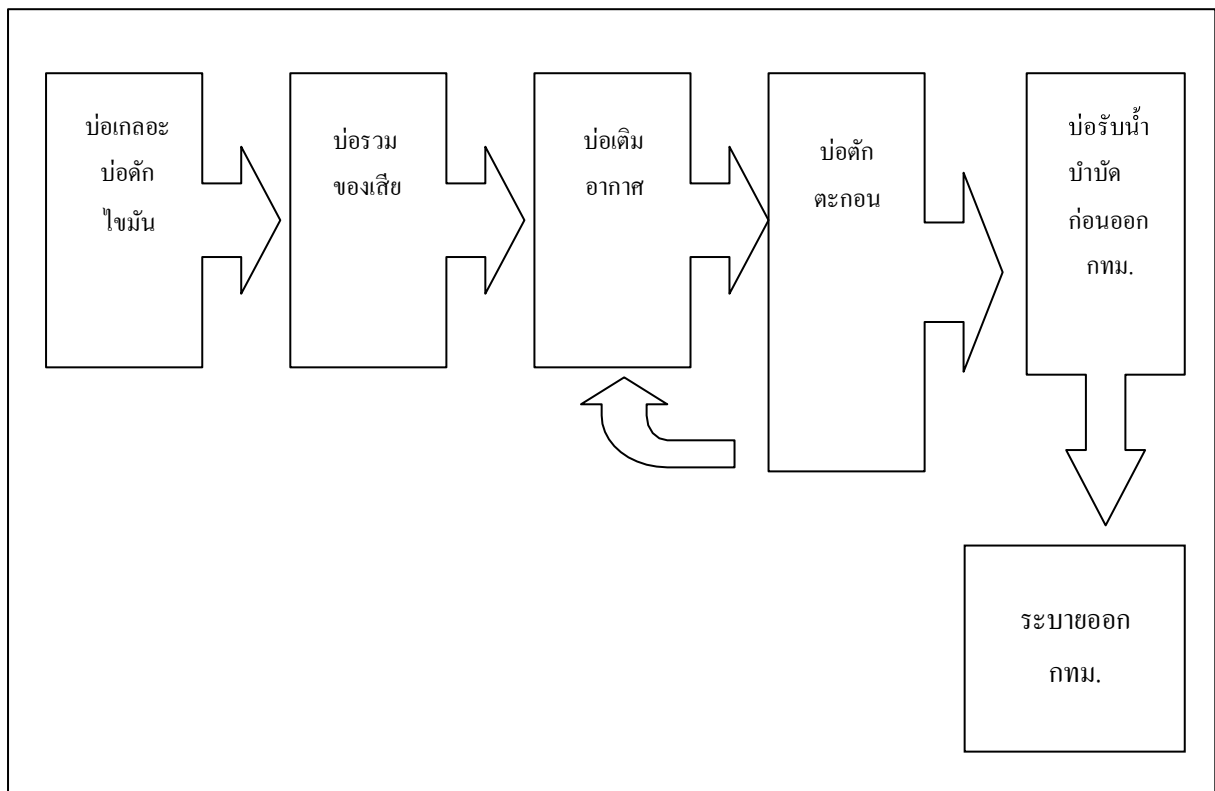 บ่อเกลอะ
บ่อดัก
ไขมัน
บ่อรวม
ของเสีย
บ่อเติม
อากาศ
บ่อตัก
ตะกอน
บ่อรับน้ำ
บำบัด
ก่อนออก
กทม.
ระบายออก
กทม.